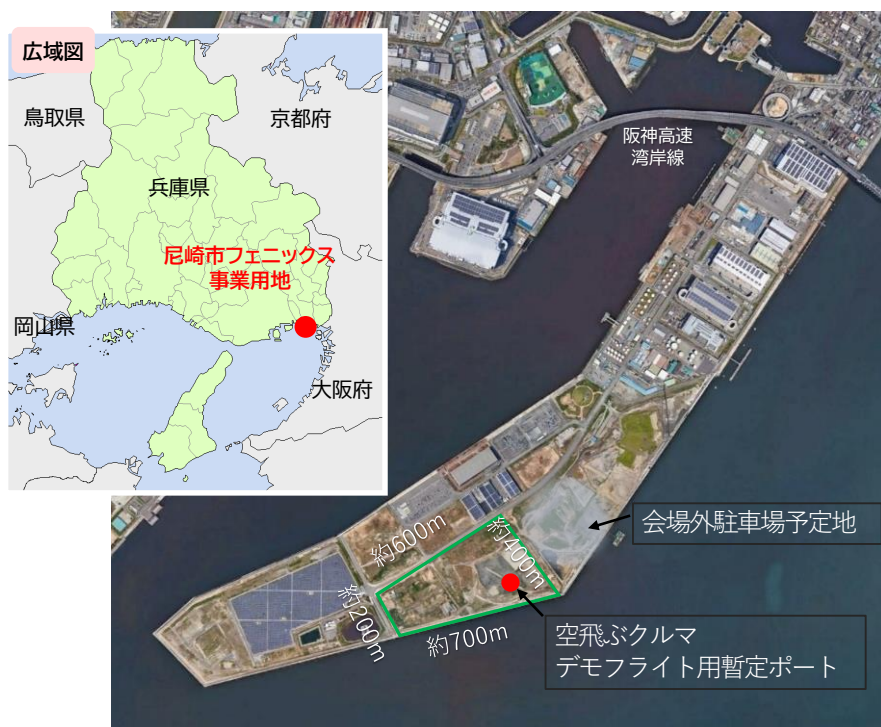 広域図
鳥取県
京都府
兵庫県
尼崎市フェニックス
事業用地
岡山県
大阪府
阪神高速
湾岸線
約600m
約400m
約200m
約700m
会場外駐車場予定地
空飛ぶクルマ
デモフライト用暫定ポート